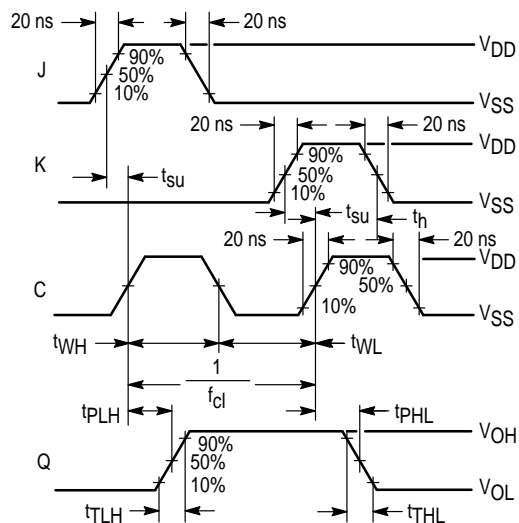 20 ns 20 ns
J
90%
50%
10%
VDD
VSS
20 ns 20 ns
K
90%
50%
10%
VDD
VSS
tsu
tsu
th
20 ns 20 ns
C
90%
50%
10%
VDD
VSS
tWH
tWL
1
fcl
tPLH
tPHL
Q
90%
50%
10%
VOH
VOL
tTLH
tTHL